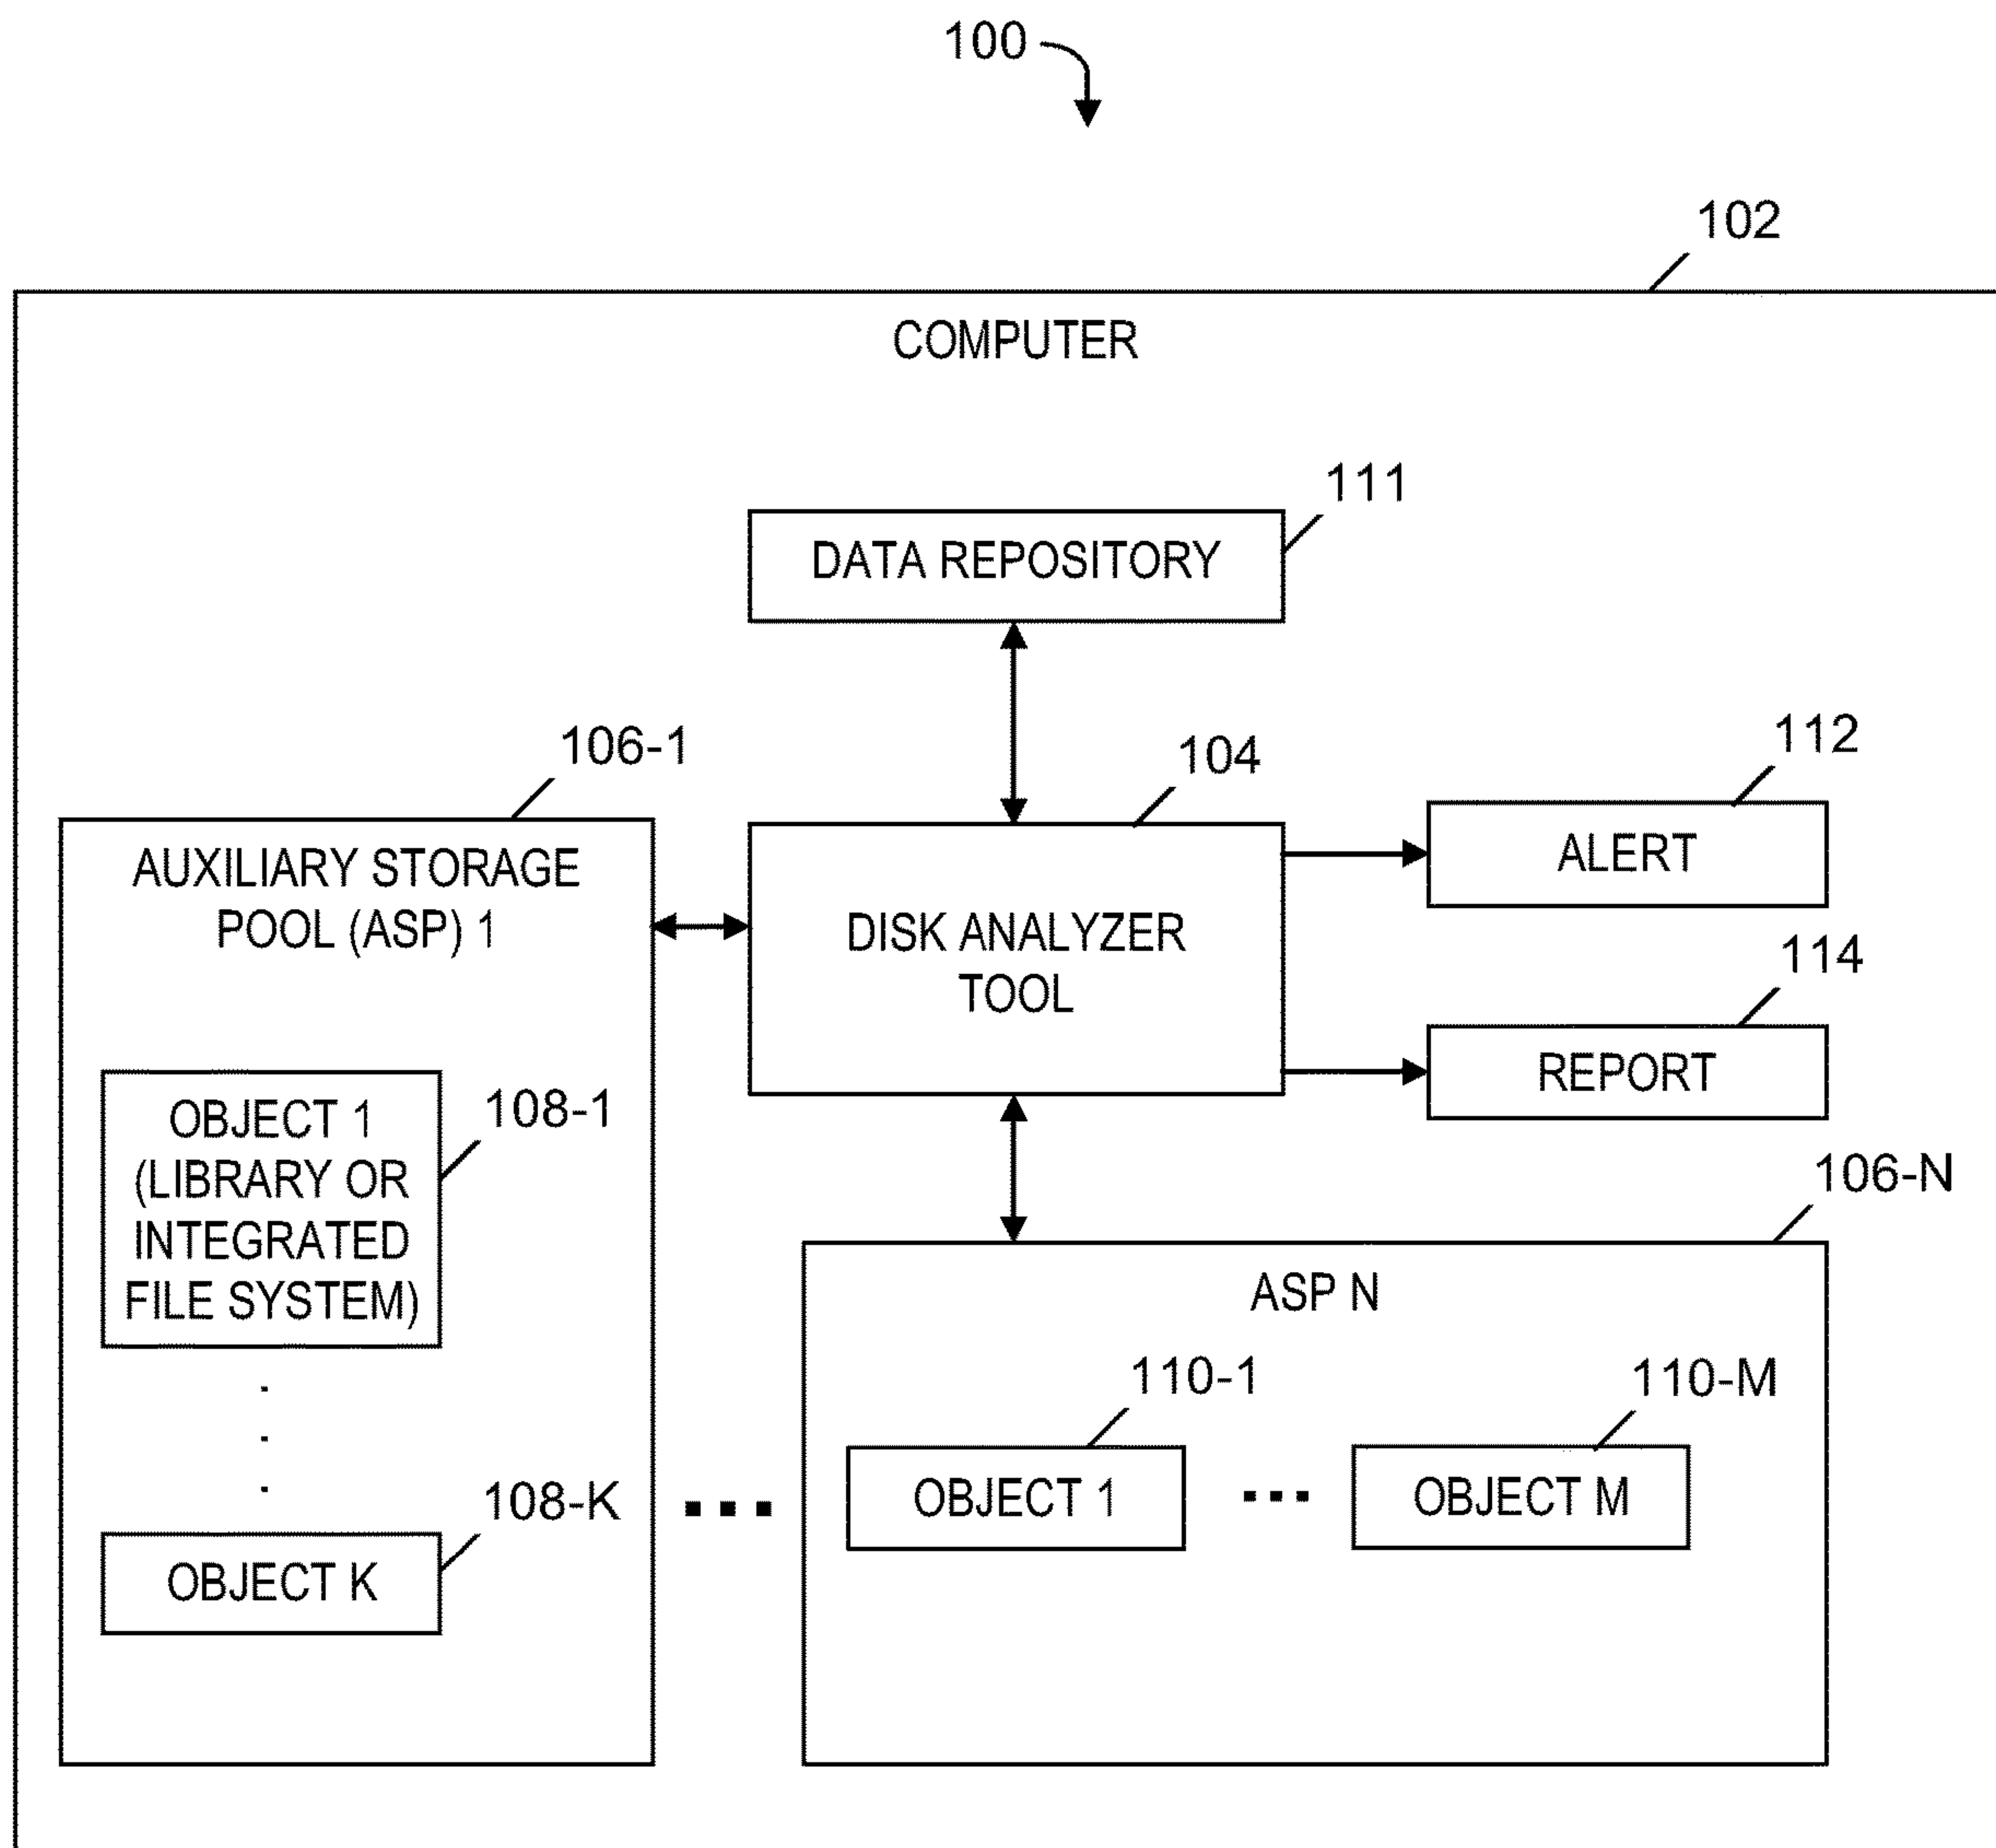 100
102
COMPUTER
111
DATA REPOSITORY
106-1
104
112
AUXILIARY STORAGE
POOL (ASP) 1
DISK ANALYZER
TOOL
ALERT
114
REPORT
OBJECT 1
(LIBRARY OR
INTEGRATED
FILE SYSTEM)
108-1
106-N
ASP N
110-1
110-M
108-K
OBJECT K
...
OBJECT 1
...
OBJECT M